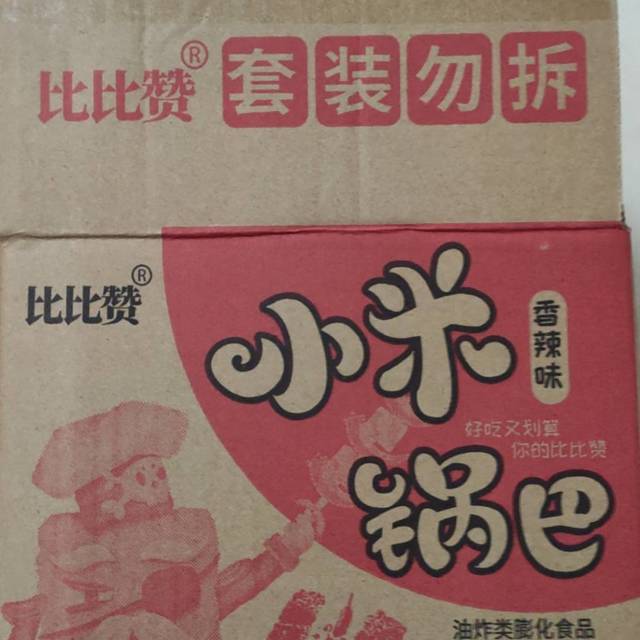 比比赞® 套装勿拆
比比赞®
小米
香辣味
好吃又划算
你的比比赞
锅巴
油炸类膨化食品